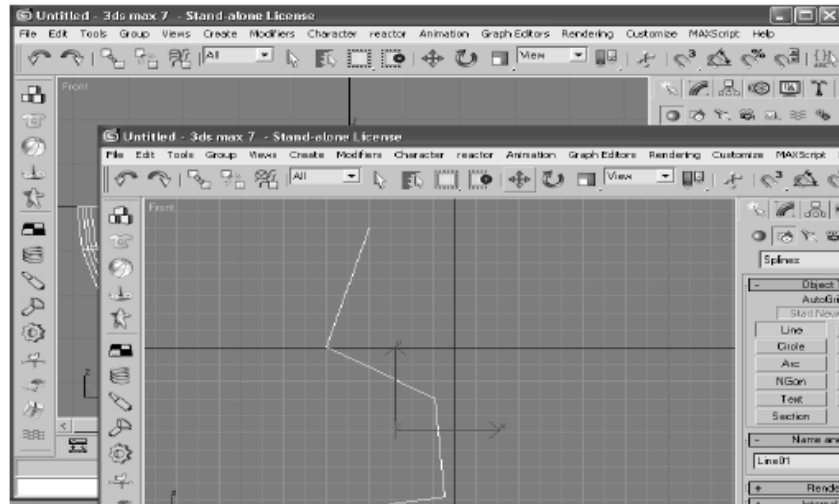 Untitled - 3ds max 7 - Stand-alone License
File Edit Tools Group Views Create Modifiers Character reactor Animation Graph Editors Rendering Customize MAXScript Help
All View
Front
Untitled - 3ds max 7 - Stand-alone License
File Edit Tools Group Views Create Modifiers Character reactor Animation Graph Editors Rendering Customize MAXScript
All View
Front
Splines
- Object T
AutoGri
Start New
Line
Circle
Arc
NGon
Text
Section
- Name an
Line01
+ Rende
z
z